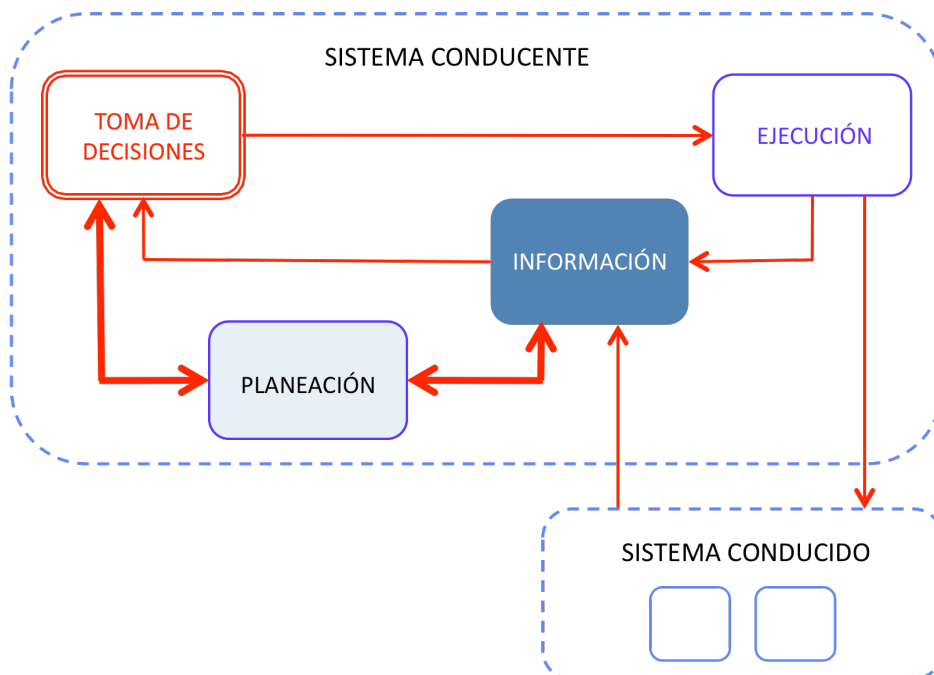 SISTEMA CONDUCENTE
TOMA DE
DECISIONES
EJECUCIÓN
INFORMACIÓN
PLANEACIÓN
SISTEMA CONDUCIDO